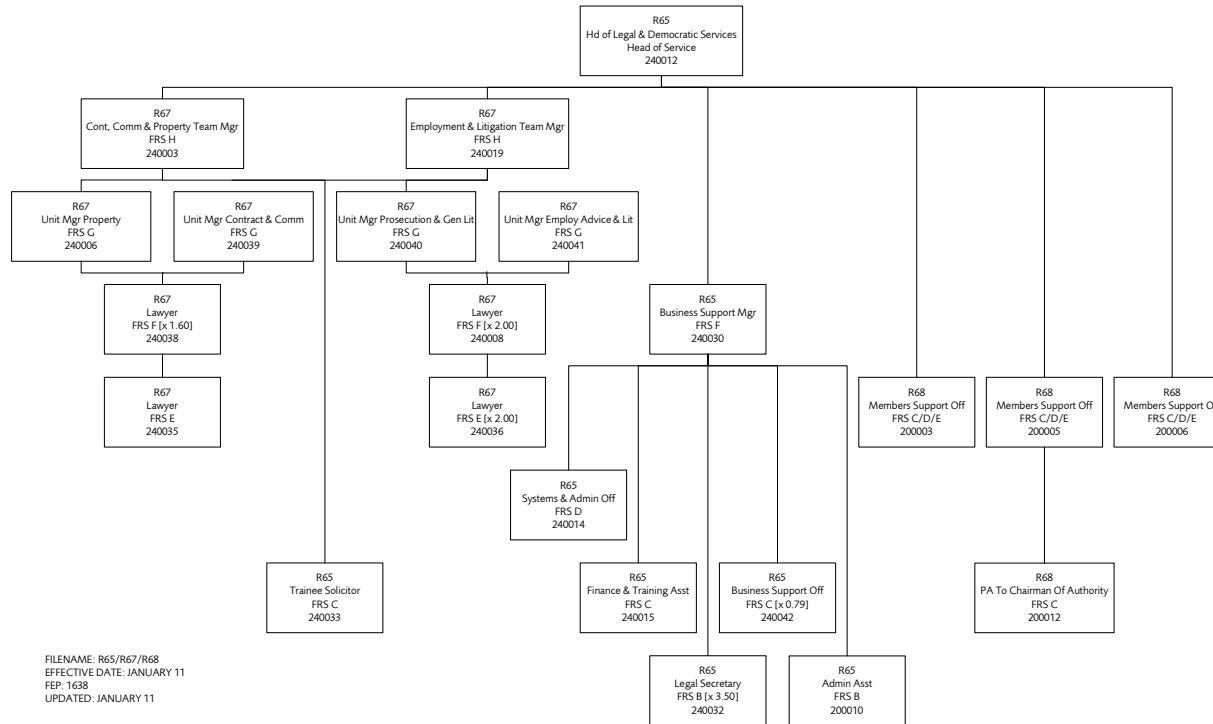 R65
Hd of Legal & Democratic Services
Head of Service
240012
R67
Cont, Comm & Property Team Mgr
FRS H
240003
R67
Employment & Litigation Team Mgr
FRS H
240019
R67
Unit Mgr Property
FRS G
240006
R67
Unit Mgr Contract & Comm
FRS G
240039
R67
Unit Mgr Prosecution & Gen Lit
FRS G
240040
R67
Unit Mgr Employ Advice & Lit
FRS G
240041
R67
Lawyer
FRS F [x 1.60]
240038
R67
Lawyer
FRS F [x 2.00]
240008
R65
Business Support Mgr
FRS F
240030
R67
Lawyer
FRS E
240035
R67
Lawyer
FRS E [x 2.00]
240036
R68
Members Support Off
FRS C/D/E
200003
R68
Members Support Off
FRS C/D/E
200005
R68
Members Support O
FRS C/D/E
200006
R65
Systems & Admin Off
FRS D
240014
R65
Trainee Solicitor
FRS C
240033
R65
Finance & Training Asst
FRS C
240015
R65
Business Support Off
FRS C [x 0.79]
240042
R68
PA To Chairman Of Authority
FRS C
200012
R65
Legal Secretary
FRS B [x 3.50]
240032
R65
Admin Asst
FRS B
200010
FILENAME: R65/R67/R68
EFFECTIVE DATE: JANUARY 11
FEP: 1638
UPDATED: JANUARY 11